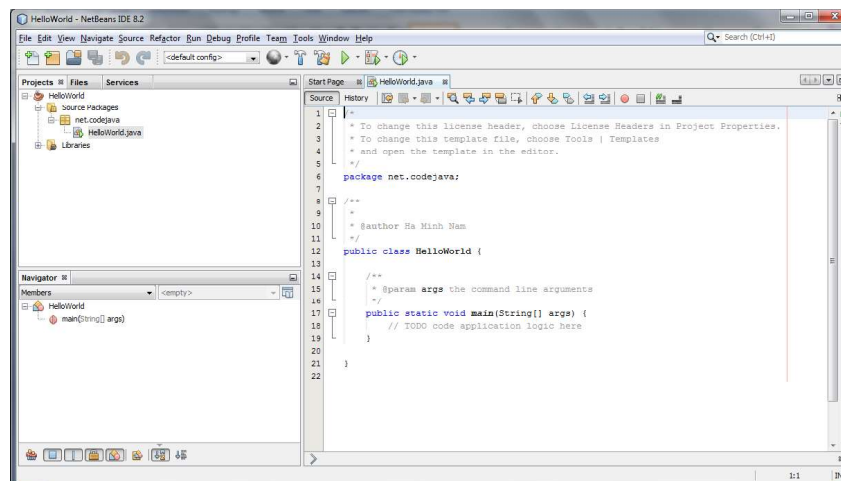 HelloWorld - NetBeans IDE 8.2
File Edit View Navigate Source Refactor Run Debug Profile Team Tools Window Help
Search (Ctrl+I)
<default config>
Projects Files Services
HelloWorld
Source Packages
net.codejava
HelloWorld.java
Libraries
Navigator
Members <empty>
HelloWorld
main(String[] args)
Start Page HelloWorld.java
Source History
1 /*
2 * To change this license header, choose License Headers in Project Properties.
3 * To change this template file, choose Tools | Templates
4 * and open the template in the editor.
5 */
6 package net.codejava;
7
8 /**
9 *
10 * @author Ha Minh Nam
11 */
12 public class HelloWorld {
13
14 /**
15 * @param args the command line arguments
16 */
17 public static void main(String[] args) {
18 // TODO code application logic here
19 }
20
21 }
22
1:1 IN